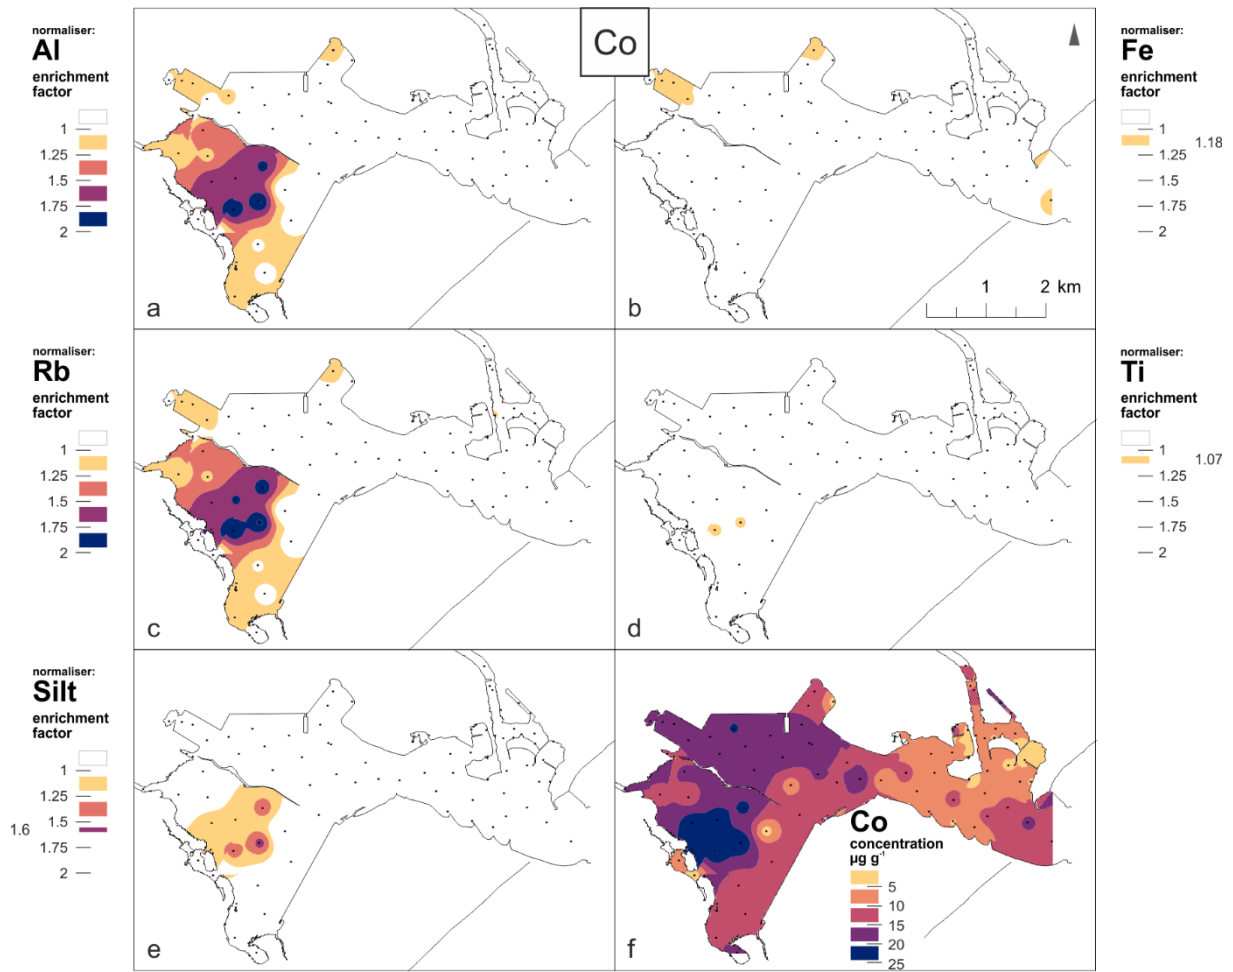 Co
normaliser:
Al
enrichment
factor
1
1.25
1.5
1.75
2
a
b
1 2 km
normaliser:
Fe
enrichment
factor
1
1.18
1.25
1.5
1.75
2
normaliser:
Rb
enrichment
factor
1
1.25
1.5
1.75
2
c
d
normaliser:
Ti
enrichment
factor
1
1.07
1.25
1.5
1.75
2
normaliser:
Silt
enrichment
factor
1
1.25
1.5
1.6
1.75
2
e
f
Co
concentration
µg g⁻¹
5
10
15
20
25